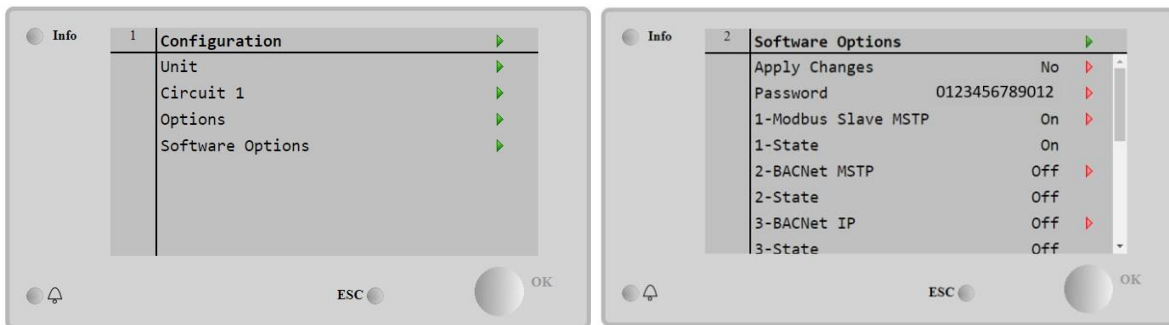 Info
1 Configuration
Unit
Circuit 1
Options
Software Options
ESC
OK
Info
2 Software Options
Apply Changes No
Password 0123456789012
1-Modbus Slave MSTP On
1-State On
2-BACNet MSTP Off
2-State Off
3-BACNet IP Off
3-State Off
ESC
OK